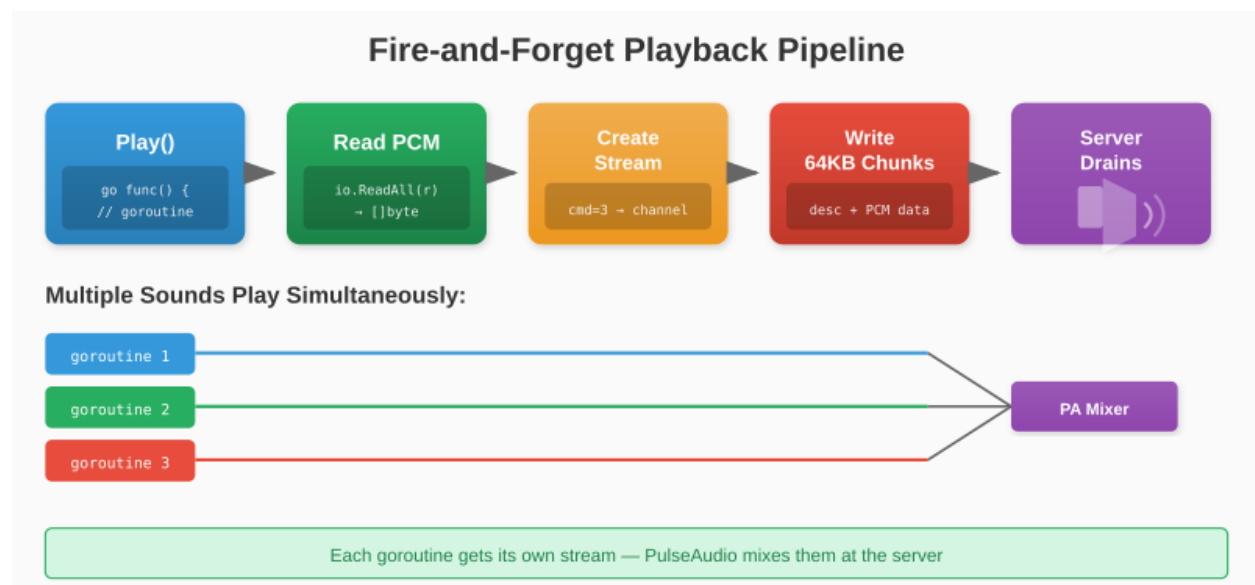 Fire-and-Forget Playback Pipeline
Play()
go func() {
// goroutine
Read PCM
io.ReadAll(r)
→ []byte
Create
Stream
cmd=3 → channel
Write
64KB Chunks
desc + PCM data
Server
Drains
Multiple Sounds Play Simultaneously:
goroutine 1
goroutine 2
goroutine 3
PA Mixer
Each goroutine gets its own stream — PulseAudio mixes them at the server